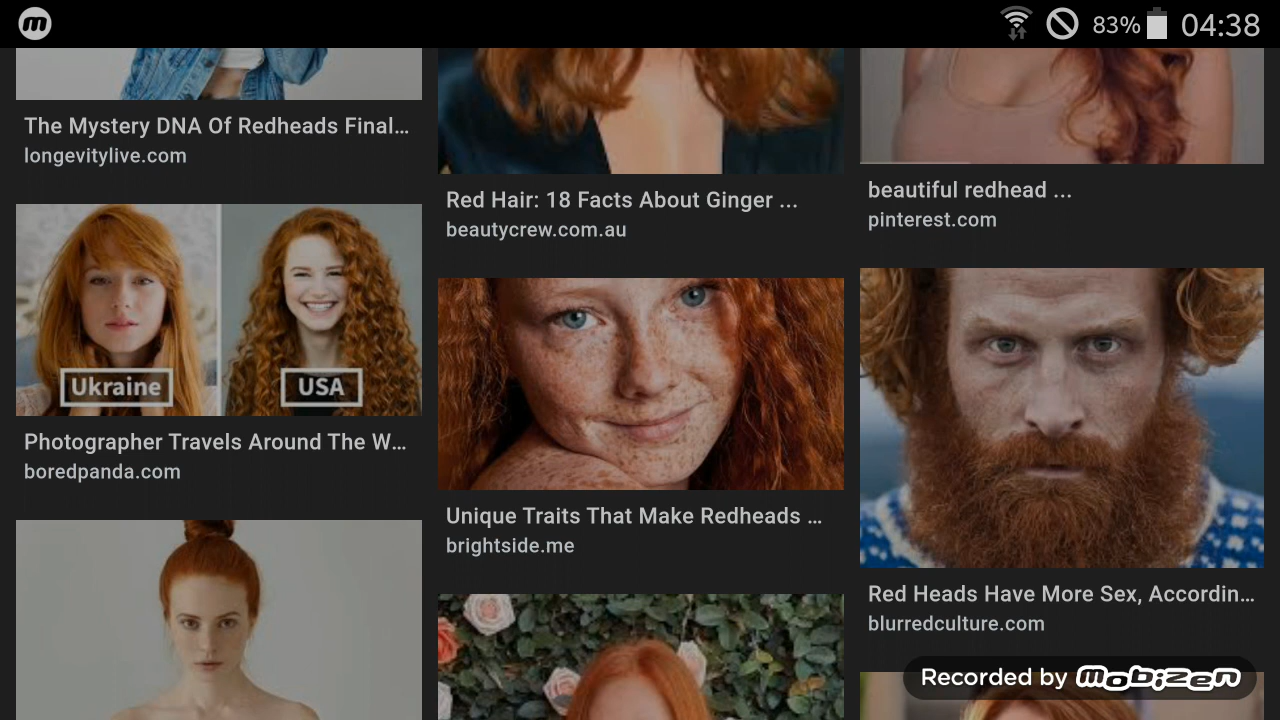 m
83% 04:38
The Mystery DNA Of Redheads Final...
longevitylive.com
Red Hair: 18 Facts About Ginger ...
beautycrew.com.au
beautiful redhead ...
pinterest.com
Ukraine USA
Photographer Travels Around The W...
boredpanda.com
Unique Traits That Make Redheads ...
brightside.me
Red Heads Have More Sex, Accordin...
blurredculture.com
Recorded by mobizen